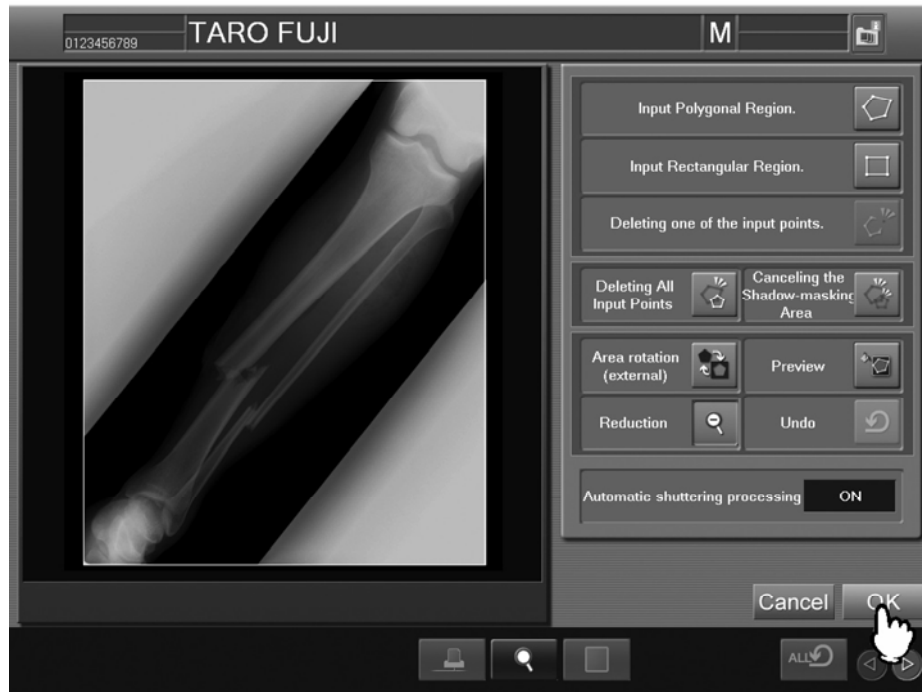 0123456789
TARO FUJI
M
Input Polygonal Region.
Input Rectangular Region.
Deleting one of the input points.
Deleting All
Input Points
Canceling the
Shadow-masking
Area
Area rotation
(external)
Preview
Reduction
Undo
Automatic shuttering processing
ON
Cancel
OK
ALL